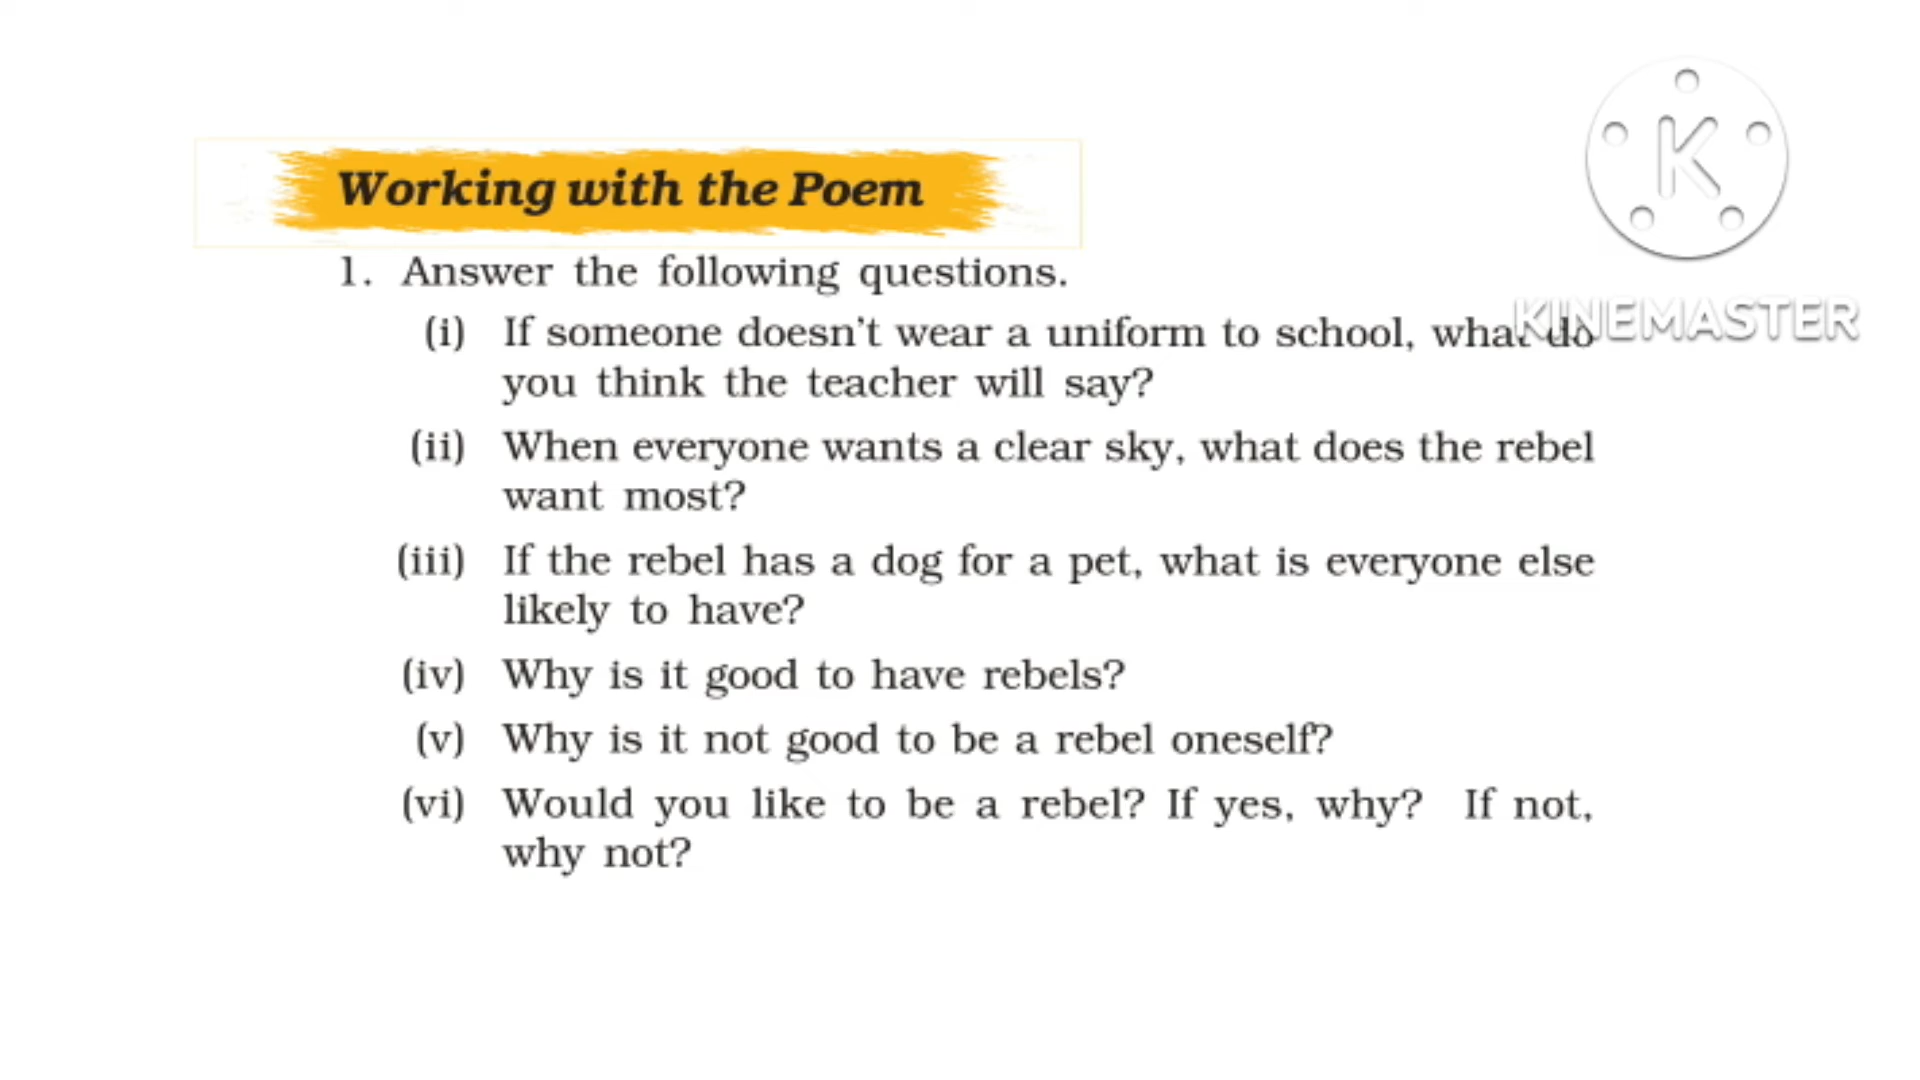 Working with the Poem
1. Answer the following questions.
(i) If someone doesn't wear a uniform to school, what do
you think the teacher will say?
(ii) When everyone wants a clear sky, what does the rebel
want most?
(iii) If the rebel has a dog for a pet, what is everyone else
likely to have?
(iv) Why is it good to have rebels?
(v) Why is it not good to be a rebel oneself?
(vi) Would you like to be a rebel? If yes, why? If not,
why not?
K
KINEMASTER